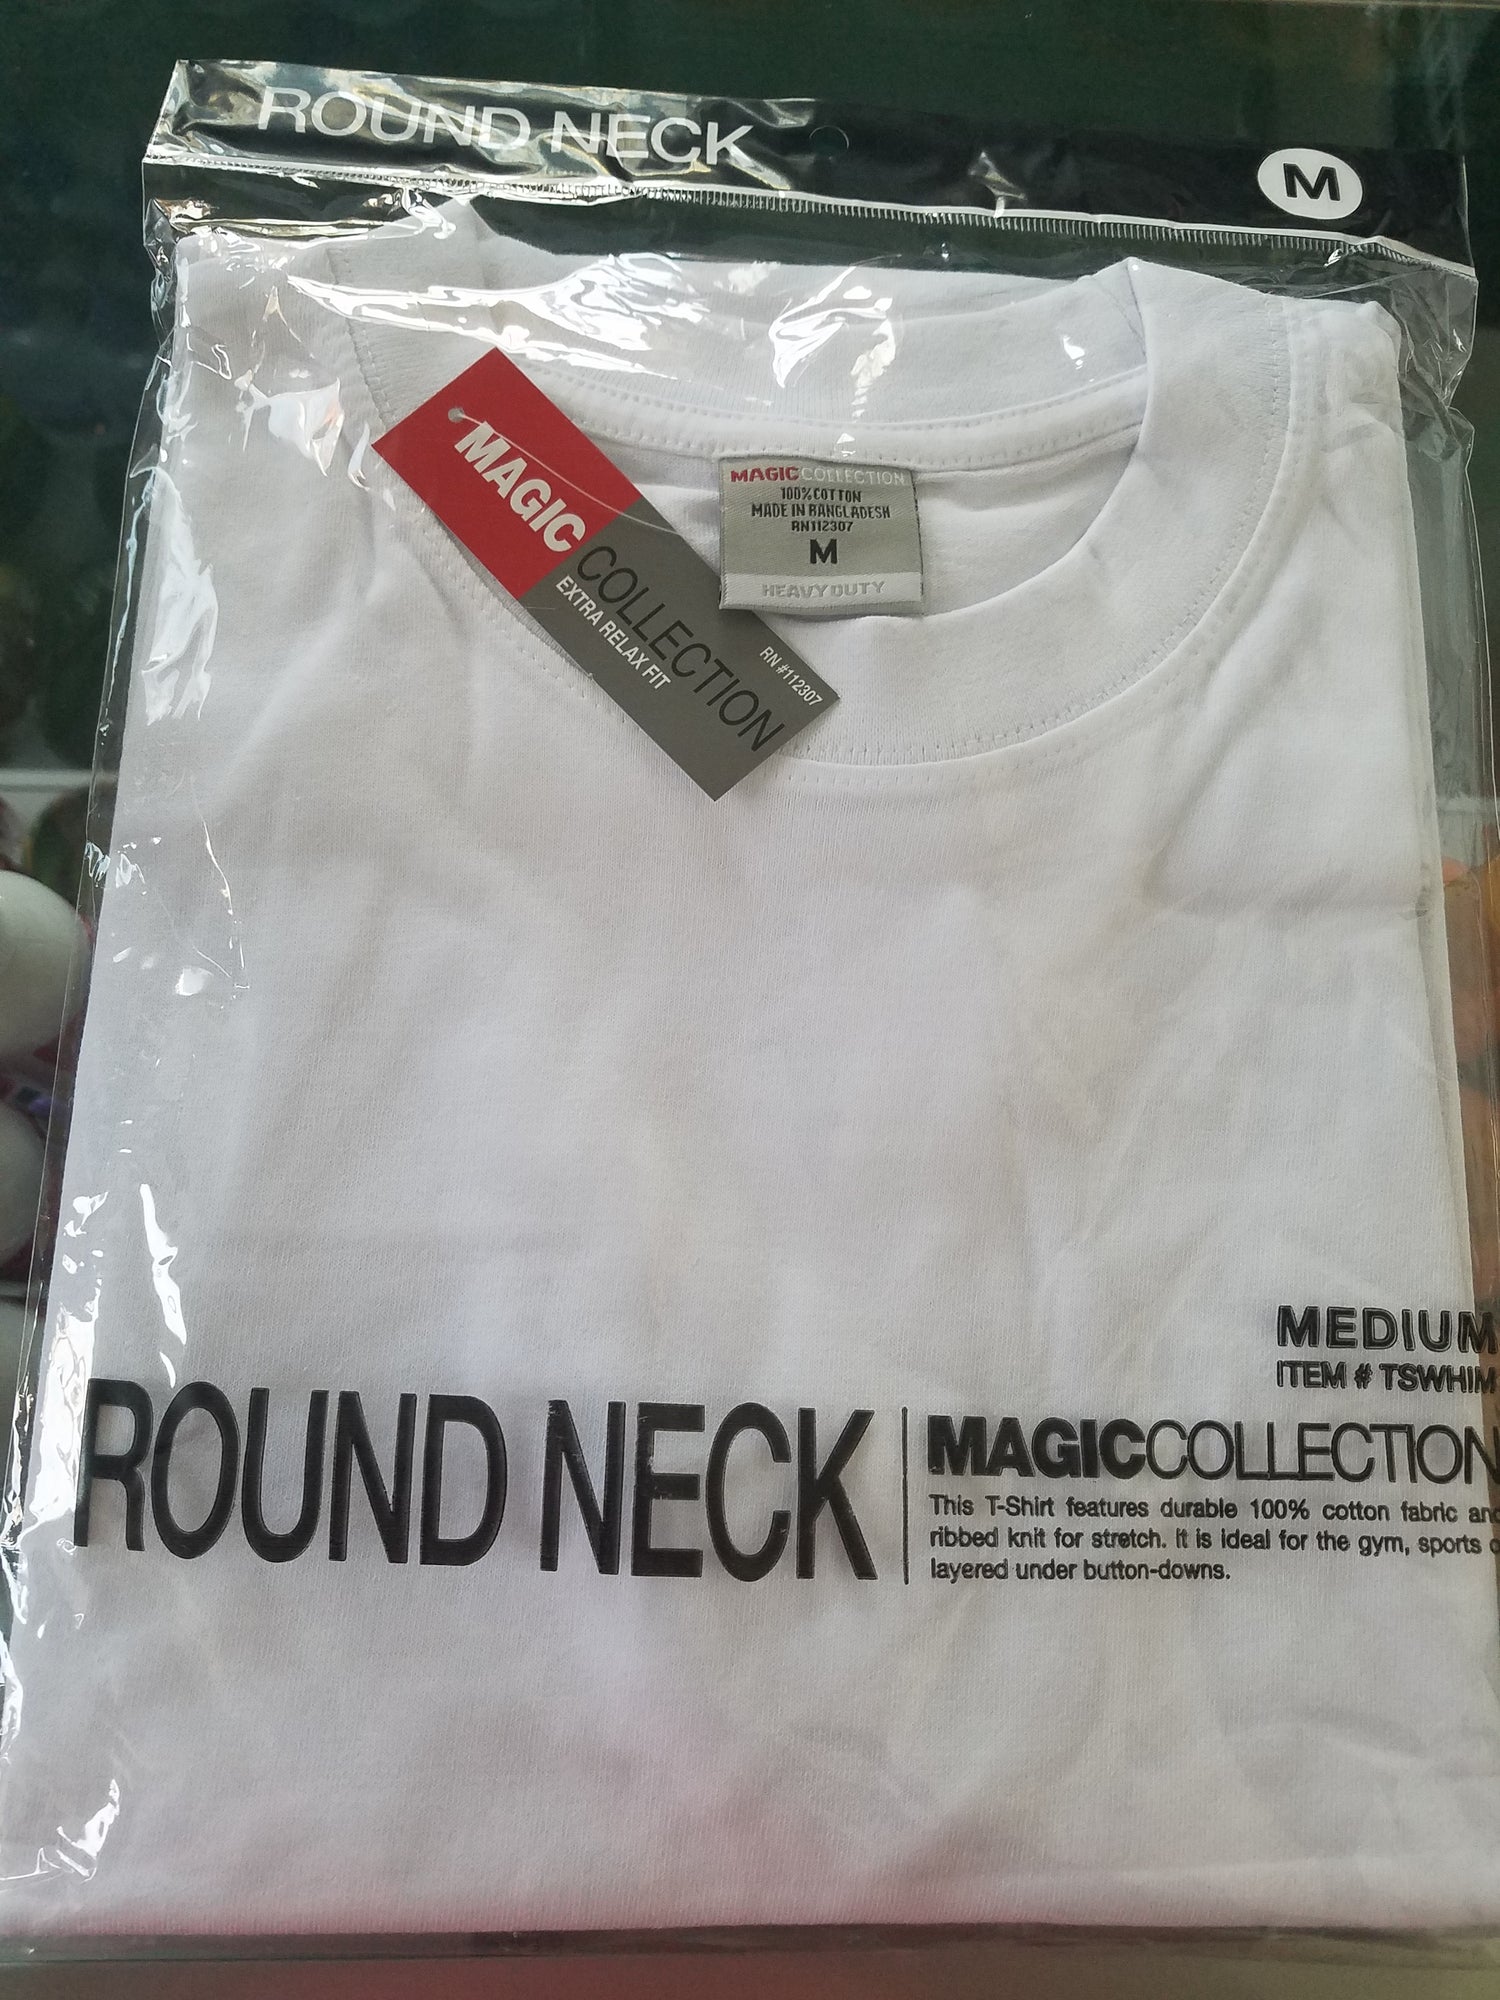 ROUND NECK
M
MAGIC COLLECTION
EXTRA RELAX FIT
RN #112307
MAGICCOLLECTION
100%COTTON
MADE IN BANGLADESH
RN112307
M
HEAVY DUTY
MEDIUM
ITEM # TSWHIM
ROUND NECK
MAGICCOLLECTION
This T-Shirt features durable 100% cotton fabric and
ribbed knit for stretch. It is ideal for the gym, sports
layered under button-downs.